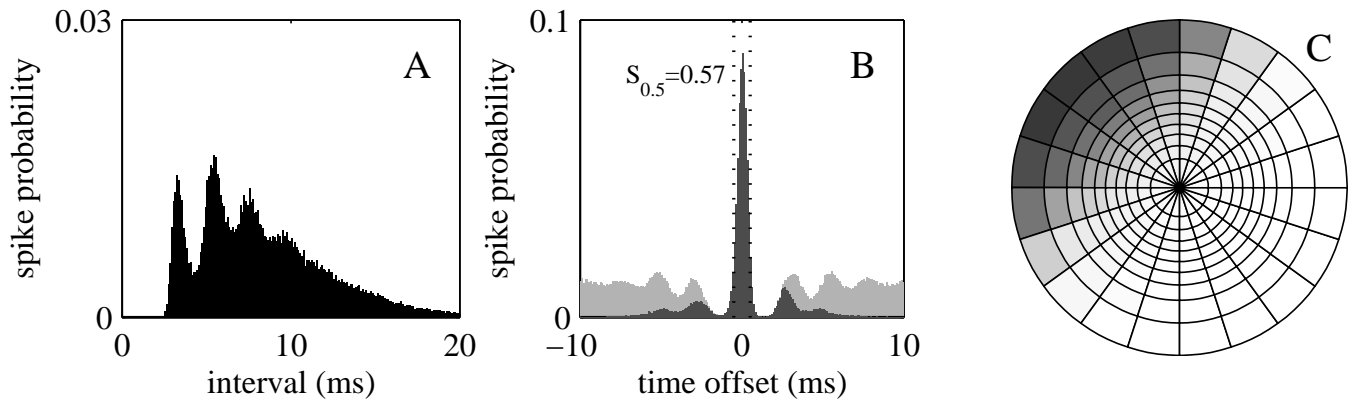 A
spike probability
0.03
0
0
10
20
interval (ms)
B
S0.5=0.57
spike probability
0.1
0
−10
0
10
time offset (ms)
C